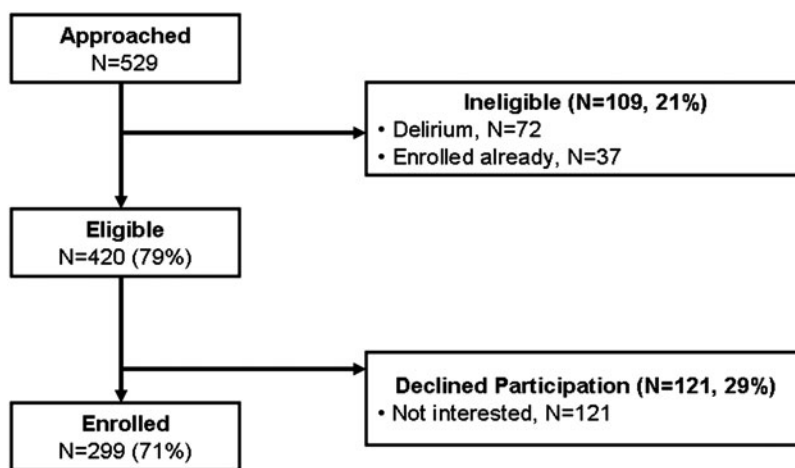 Approached
N=529
Ineligible (N=109, 21%)
• Delirium, N=72
• Enrolled already, N=37
Eligible
N=420 (79%)
Declined Participation (N=121, 29%)
• Not interested, N=121
Enrolled
N=299 (71%)